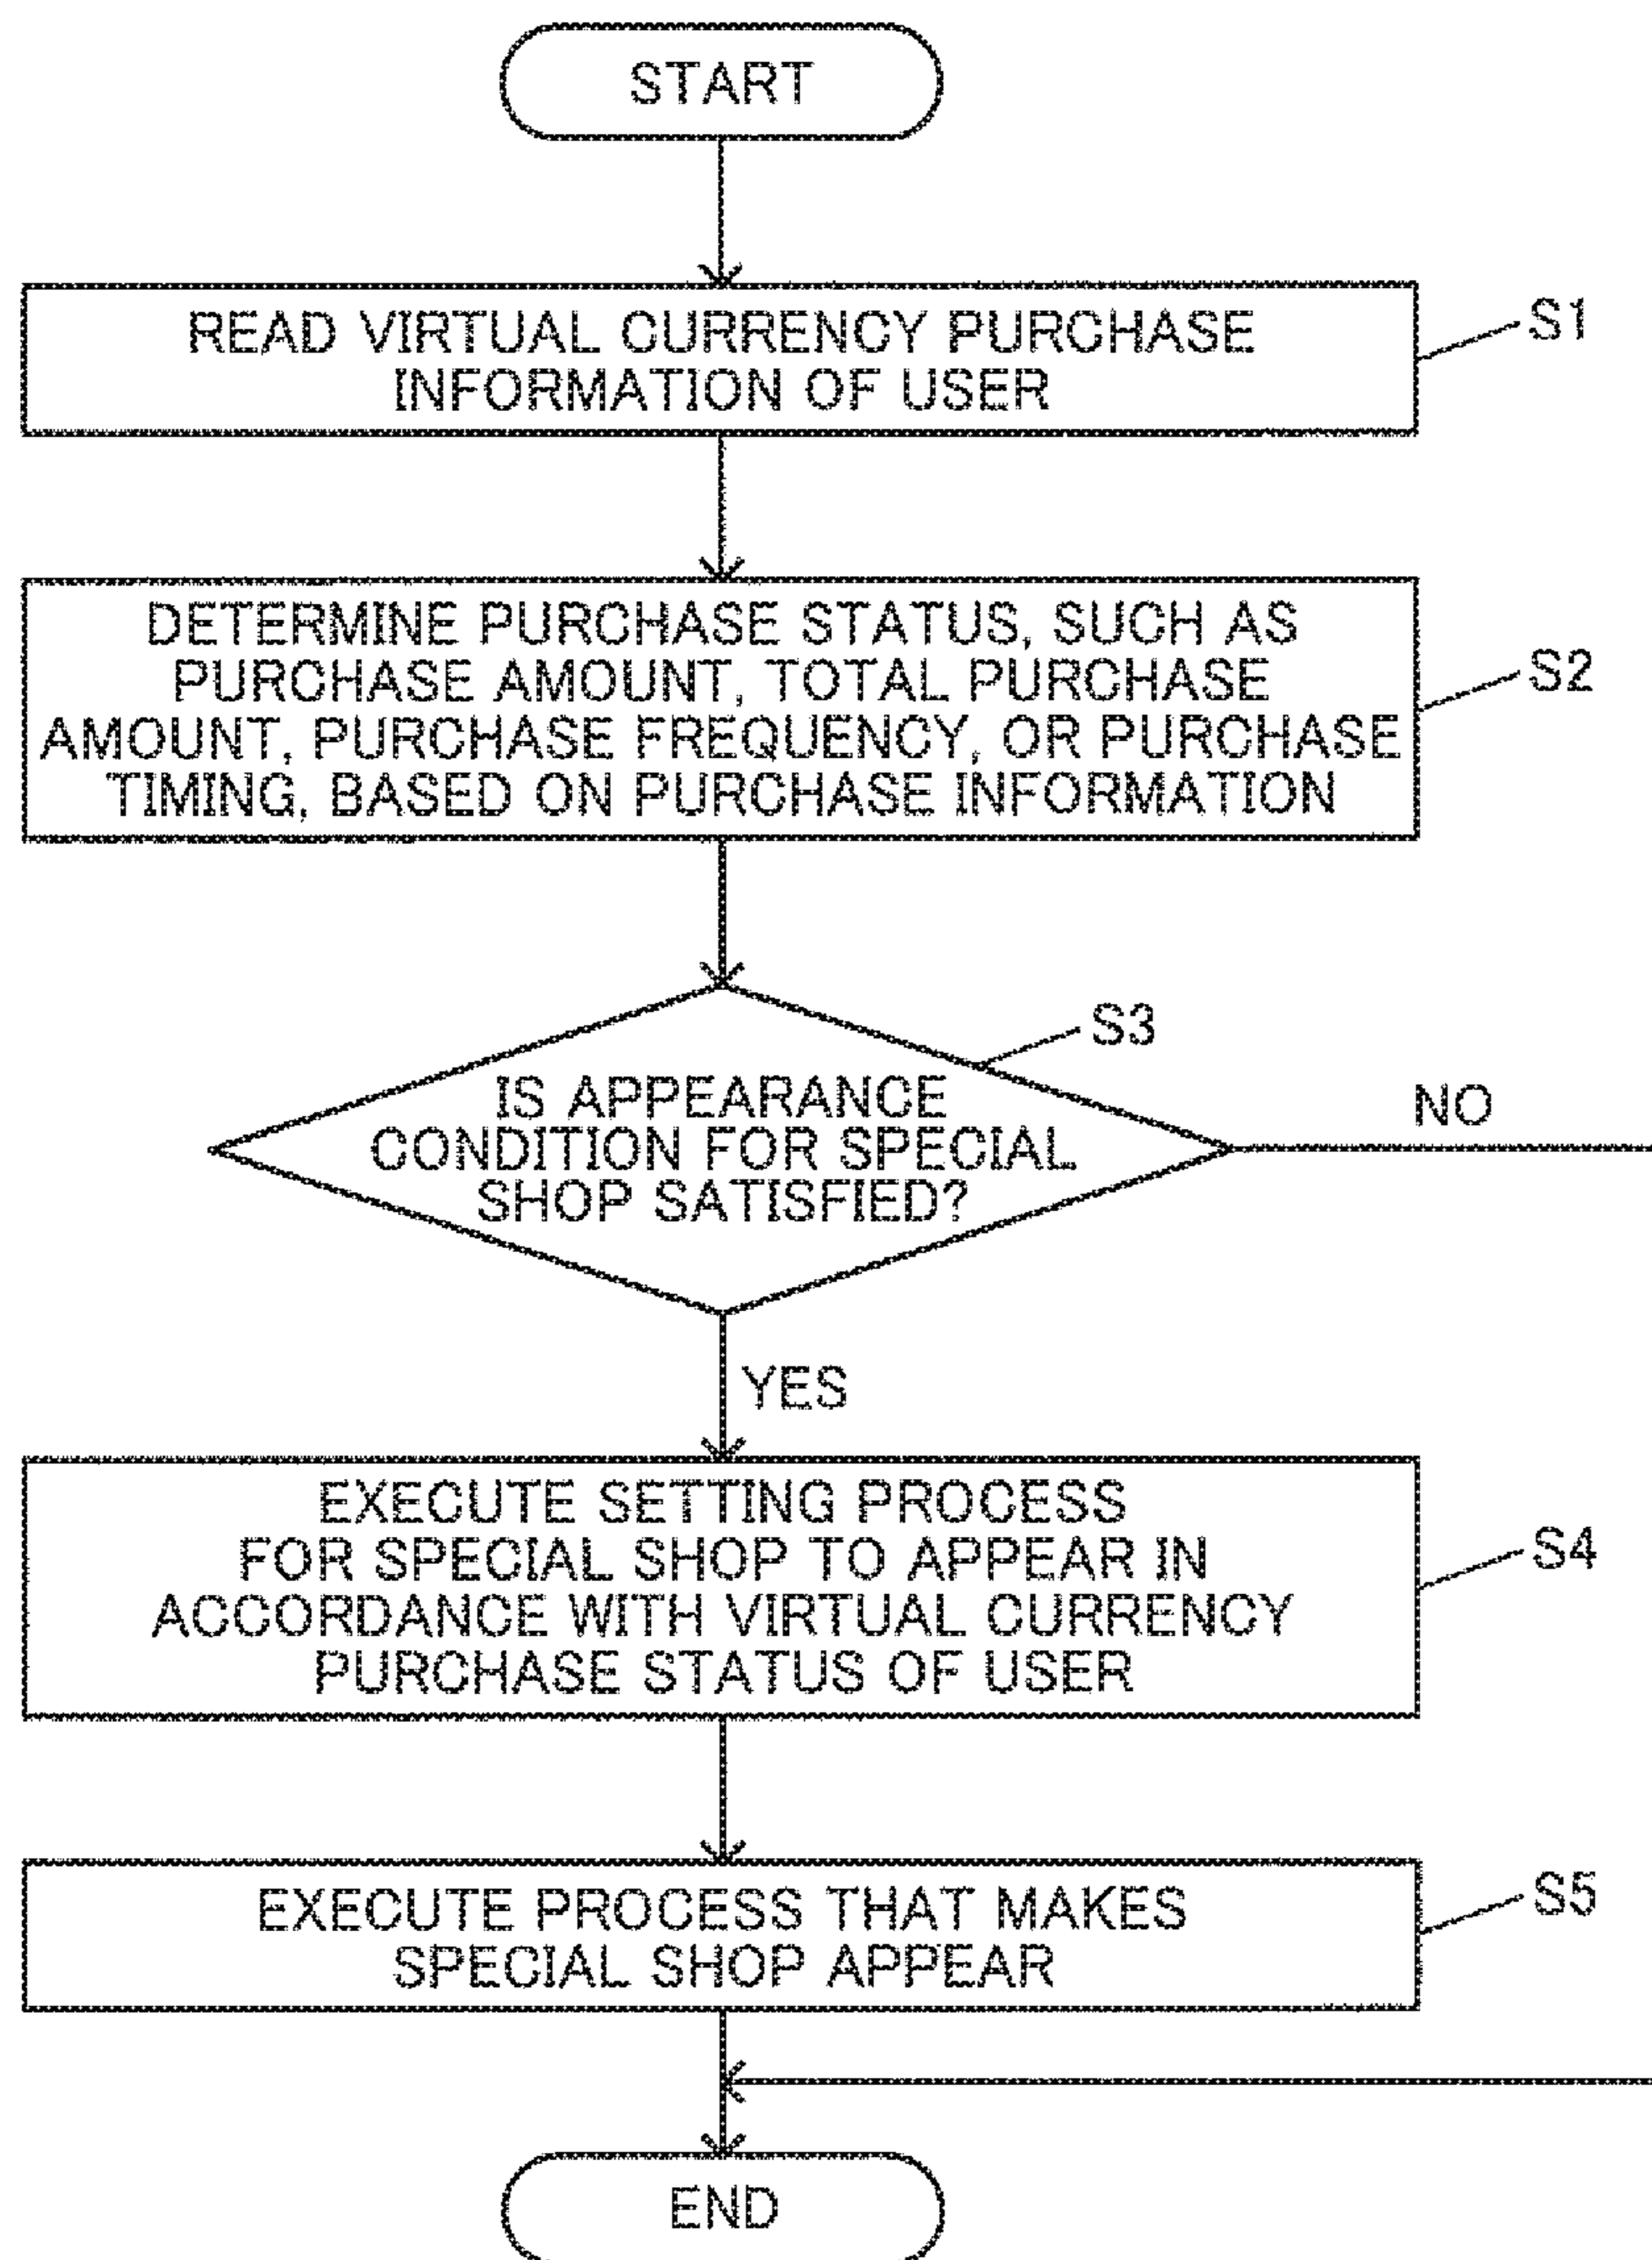 START
READ VIRTUAL CURRENCY PURCHASE
INFORMATION OF USER
S1
DETERMINE PURCHASE STATUS, SUCH AS
PURCHASE AMOUNT, TOTAL PURCHASE
AMOUNT, PURCHASE FREQUENCY, OR PURCHASE
TIMING, BASED ON PURCHASE INFORMATION
S2
S3
IS APPEARANCE
CONDITION FOR SPECIAL
SHOP SATISFIED?
NO
YES
EXECUTE SETTING PROCESS
FOR SPECIAL SHOP TO APPEAR IN
ACCORDANCE WITH VIRTUAL CURRENCY
PURCHASE STATUS OF USER
S4
EXECUTE PROCESS THAT MAKES
SPECIAL SHOP APPEAR
S5
END